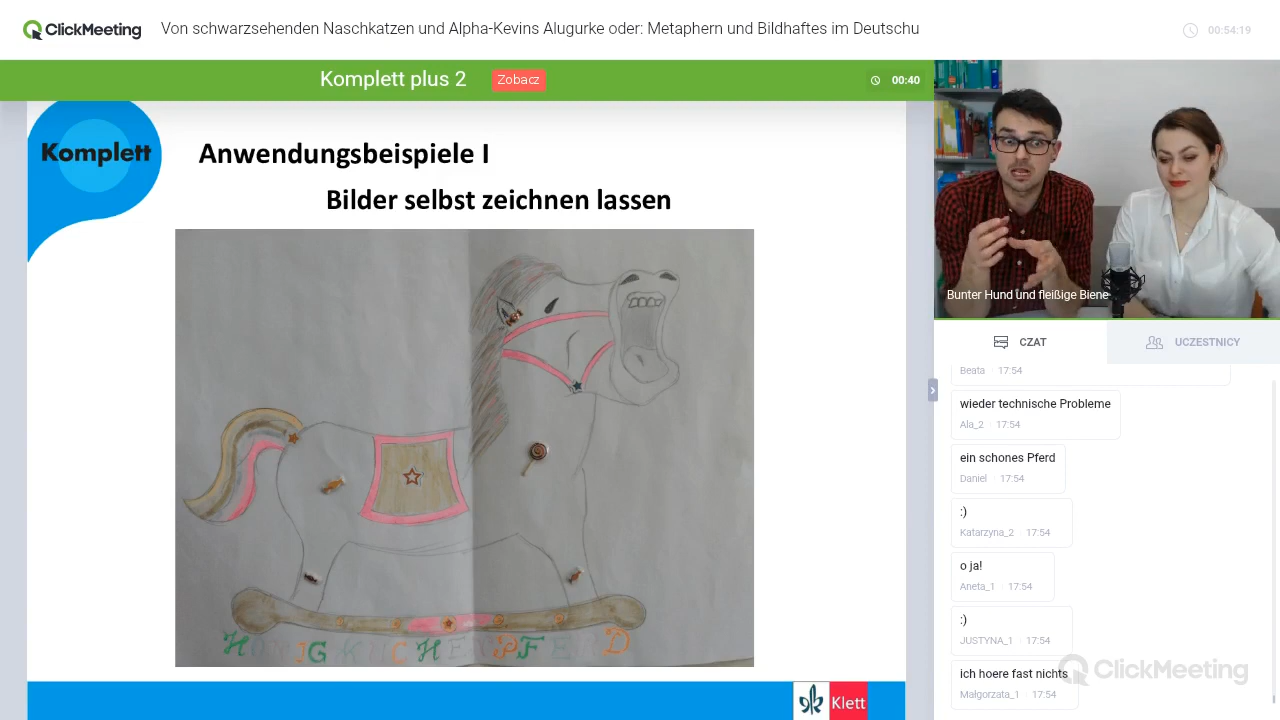 ClickMeeting
Von schwarzsehenden Naschkatzen und Alpha-Kevins Alugurke oder: Metaphern und Bildhaftes im Deutschu
00:54:19
Komplett plus 2
Zobacz
00:40
Komplett
Anwendungsbeispiele I
Bilder selbst zeichnen lassen
HONIGKUCHENPFERD
Klett
Bunter Hund und fleißige Biene
CZAT
UCZESTNICY
Beata 17:54
wieder technische Probleme
Ala_2 17:54
ein schones Pferd
Daniel 17:54
:)
Katarzyna_2 17:54
o ja!
Aneta_1 17:54
:)
JUSTYNA_1 17:54
ich hoere fast nichts
Małgorzata_1 17:54
ClickMeeting